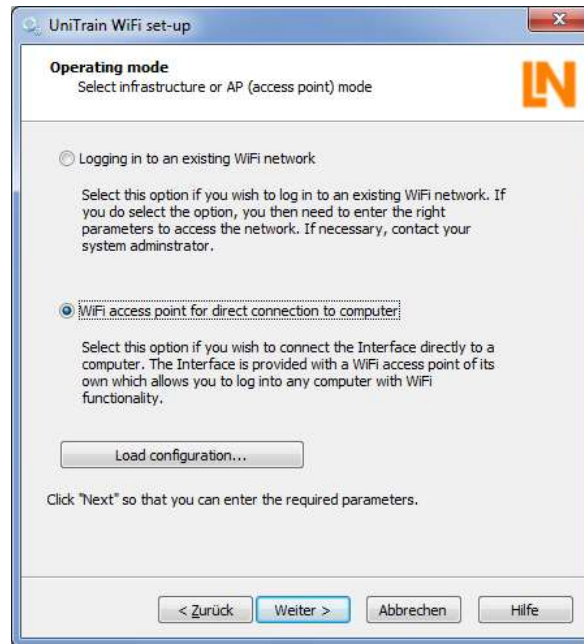 UniTrain WiFi set-up
Operating mode
Select infrastructure or AP (access point) mode
LN
Logging in to an existing WiFi network
Select this option if you wish to log in to an existing WiFi network. If
you do select the option, you then need to enter the right
parameters to access the network. If necessary, contact your
system adminstrator.
WiFi access point for direct connection to computer
Select this option if you wish to connect the Interface directly to a
computer. The Interface is provided with a WiFi access point of its
own which allows you to log into any computer with WiFi
functionality.
Load configuration...
Click "Next" so that you can enter the required parameters.
< Zurück
Weiter >
Abbrechen
Hilfe